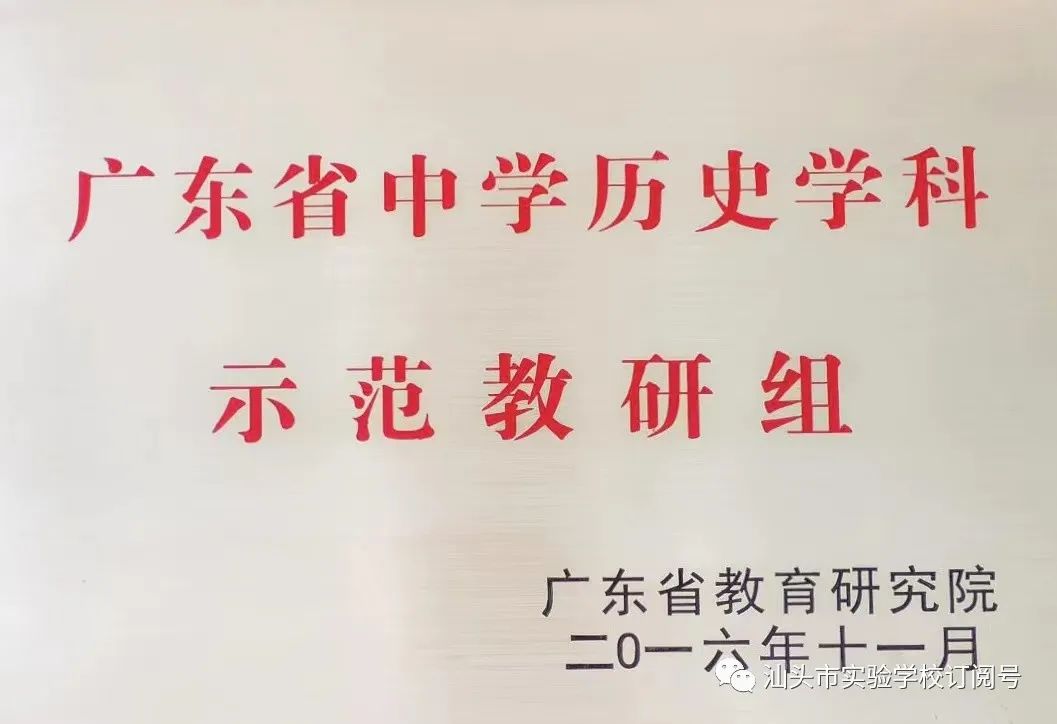 广东省中学历史学科
示范教研组
广东省教育研究院
二0一六年十一月
汕头市实验学校订阅号